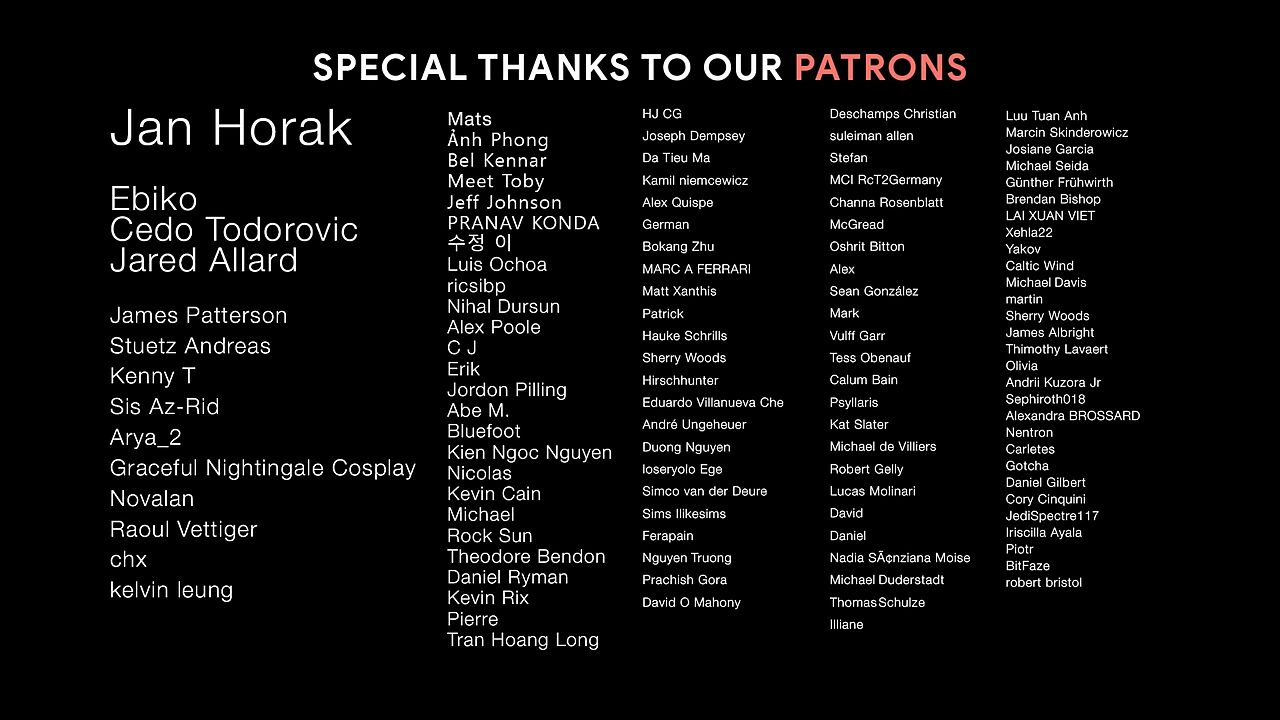 SPECIAL THANKS TO OUR PATRONS
Jan Horak
Ebiko
Cedo Todorovic
Jared Allard
James Patterson
Stuetz Andreas
Kenny T
Sis Az-Rid
Arya_2
Graceful Nightingale Cosplay
Novalan
Raoul Vettiger
chx
kelvin leung
Mats
Ảnh Phong
Bel Kennar
Meet Toby
Jeff Johnson
PRANAV KONDA
수정 이
Luis Ochoa
ricsibp
Nihal Dursun
Alex Poole
C J
Erik
Jordon Pilling
Abe M.
Bluefoot
Kien Ngoc Nguyen
Nicolas
Kevin Cain
Michael
Rock Sun
Theodore Bendon
Daniel Ryman
Kevin Rix
Pierre
Tran Hoang Long
HJ CG
Joseph Dempsey
Da Tieu Ma
Kamil niemcewicz
Alex Quispe
German
Bokang Zhu
MARC A FERRARI
Matt Xanthis
Patrick
Hauke Schrills
Sherry Woods
Hirschhunter
Eduardo Villanueva Che
André Ungeheuer
Duong Nguyen
loseryolo Ege
Simco van der Deure
Sims llikesims
Ferapain
Nguyen Truong
Prachish Gora
David O Mahony
Deschamps Christian
suleiman allen
Stefan
MCI RcT2Germany
Channa Rosenblatt
McGread
Oshrit Bitton
Alex
Sean González
Mark
Vulff Garr
Tess Obenauf
Calum Bain
Psyllaris
Kat Slater
Michael de Villiers
Robert Gelly
Lucas Molinari
David
Daniel
Nadia SÃ¢nziana Moise
Michael Duderstadt
Thomas Schulze
Illiane
Luu Tuan Anh
Marcin Skinderowicz
Josiane Garcia
Michael Seida
Günther Frühwirth
Brendan Bishop
LAI XUAN VIET
Xehla22
Yakov
Caltic Wind
Michael Davis
martin
Sherry Woods
James Albright
Thimothy Lavaert
Olivia
Andrii Kuzora Jr
Sephiroth018
Alexandra BROSSARD
Nentron
Carletes
Gotcha
Daniel Gilbert
Cory Cinquini
JediSpectre117
Iriscilla Ayala
Piotr
BitFaze
robert bristol